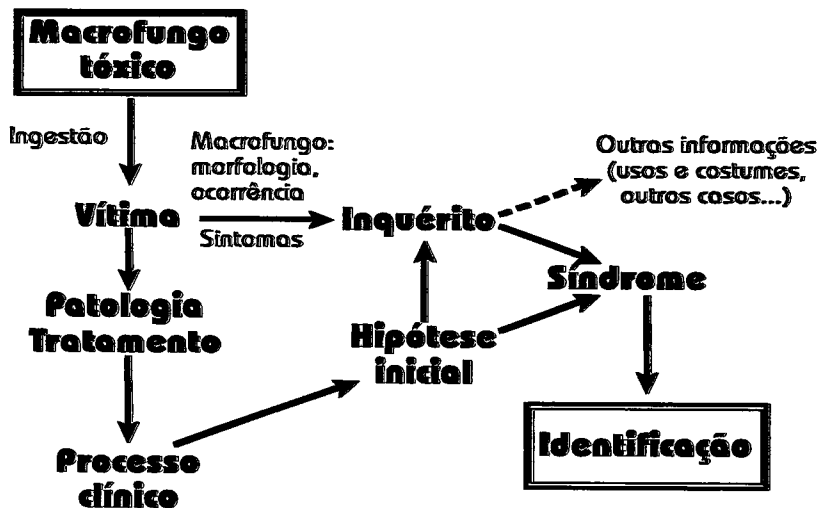 Macrofungo
tóxico
Ingestão
Macrofungo:
morfologia,
ocorrência
Sintomas
Outras informações
(usos e costumes,
outros casos...)
Vítima
Inquérito
Síndrome
Patologia
Tratamento
Hipótese
inicial
Processo
clínico
Identificação